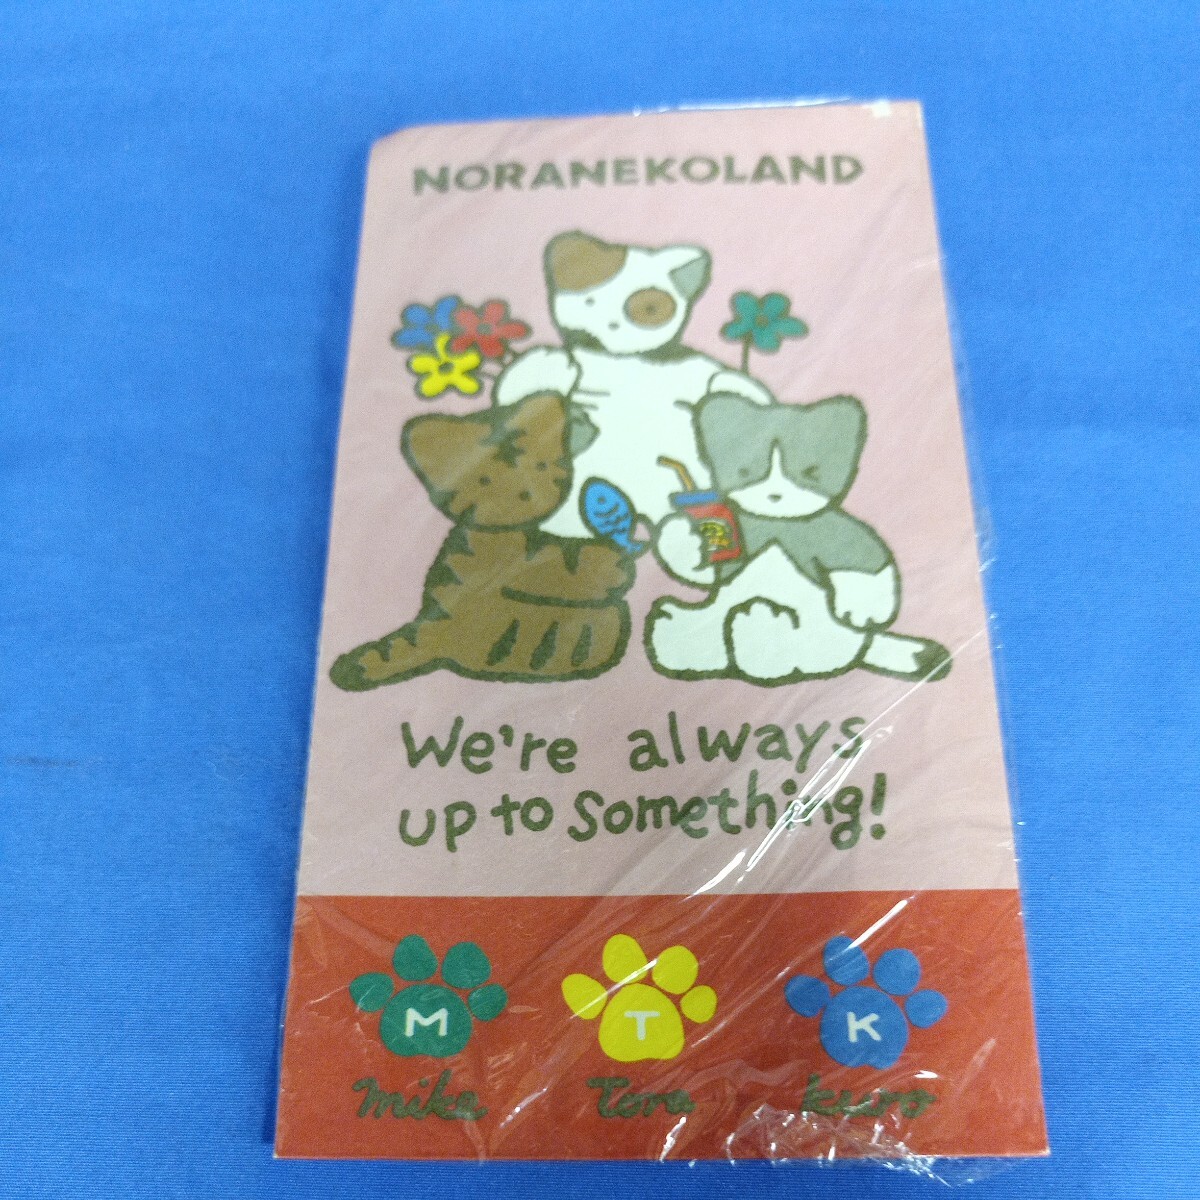 NORANEKOLAND
We're always
up to something!
M T K
mike Tora kuro